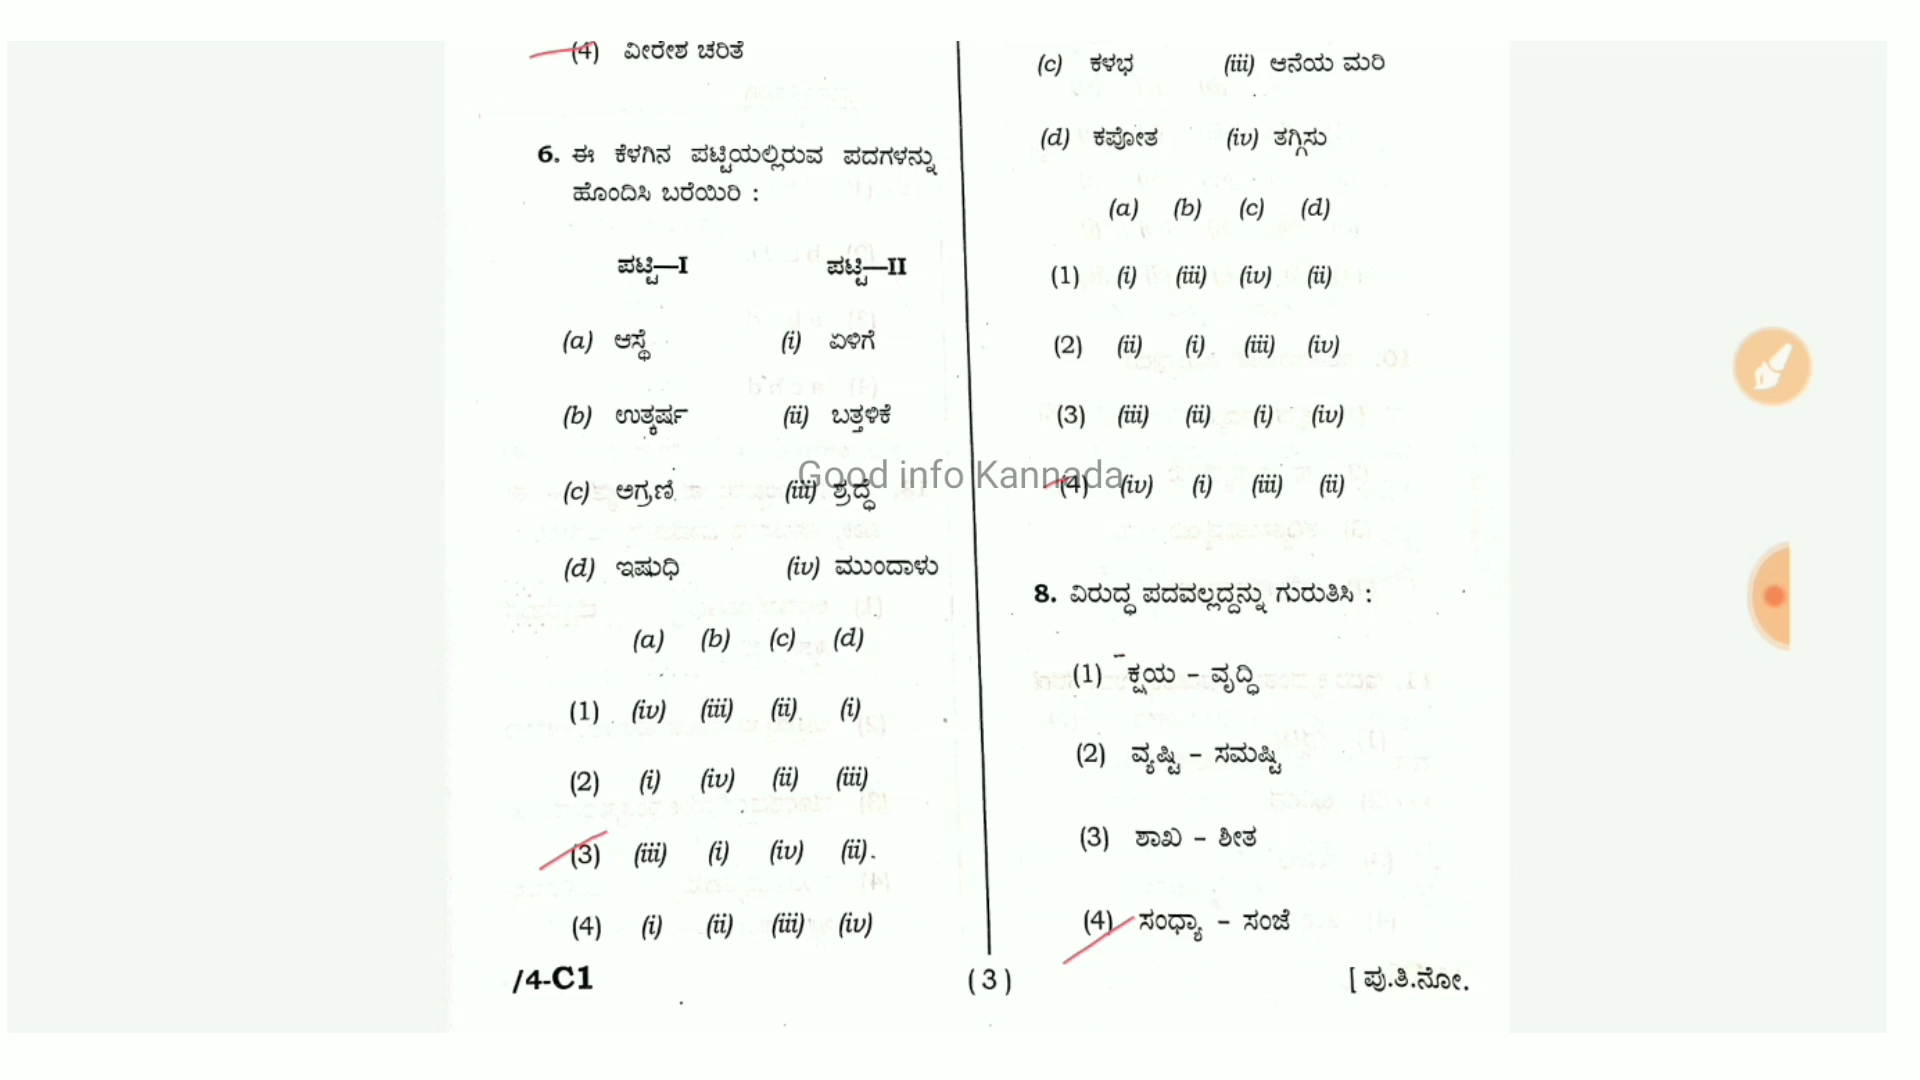 (4) ವೀರೇಶ ಚರಿತೆ
6. ಈ ಕೆಳಗಿನ ಪಟ್ಟಿಯಲ್ಲಿರುವ ಪದಗಳನ್ನು
ಹೊಂದಿಸಿ ಬರೆಯಿರಿ :
ಪಟ್ಟಿ—I ಪಟ್ಟಿ—II
(a) ಆಸ್ಥೆ (i) ಏಳಿಗೆ
(b) ಉತ್ಕರ್ಷ (ii) ಬತ್ತಳಿಕೆ
(c) ಅಗ್ರಣಿ (iii) ಶ್ರದ್ಧೆ
(d) ಇಷುಧಿ (iv) ಮುಂದಾಳು
(a) (b) (c) (d)
(1) (iv) (iii) (ii) (i)
(2) (i) (iv) (ii) (iii)
(3) (iii) (i) (iv) (ii)
(4) (i) (ii) (iii) (iv)
(c) ಕಳಭ (iii) ಆನೆಯ ಮರಿ
(d) ಕಪೋತ (iv) ತಗ್ಗಿಸು
(a) (b) (c) (d)
(1) (i) (iii) (iv) (ii)
(2) (ii) (i) (iii) (iv)
(3) (iii) (ii) (i) (iv)
(4) (iv) (i) (iii) (ii)
8. ವಿರುದ್ಧ ಪದವಲ್ಲದ್ದನ್ನು ಗುರುತಿಸಿ :
(1) ಕ್ಷಯ – ವೃದ್ಧಿ
(2) ವ್ಯಷ್ಟಿ – ಸಮಷ್ಟಿ
(3) ಶಾಖ – ಶೀತ
(4) ಸಂಧ್ಯಾ – ಸಂಜೆ
Good info Kannada
/4-C1 (3) [ ಪು.ತಿ.ನೋ.